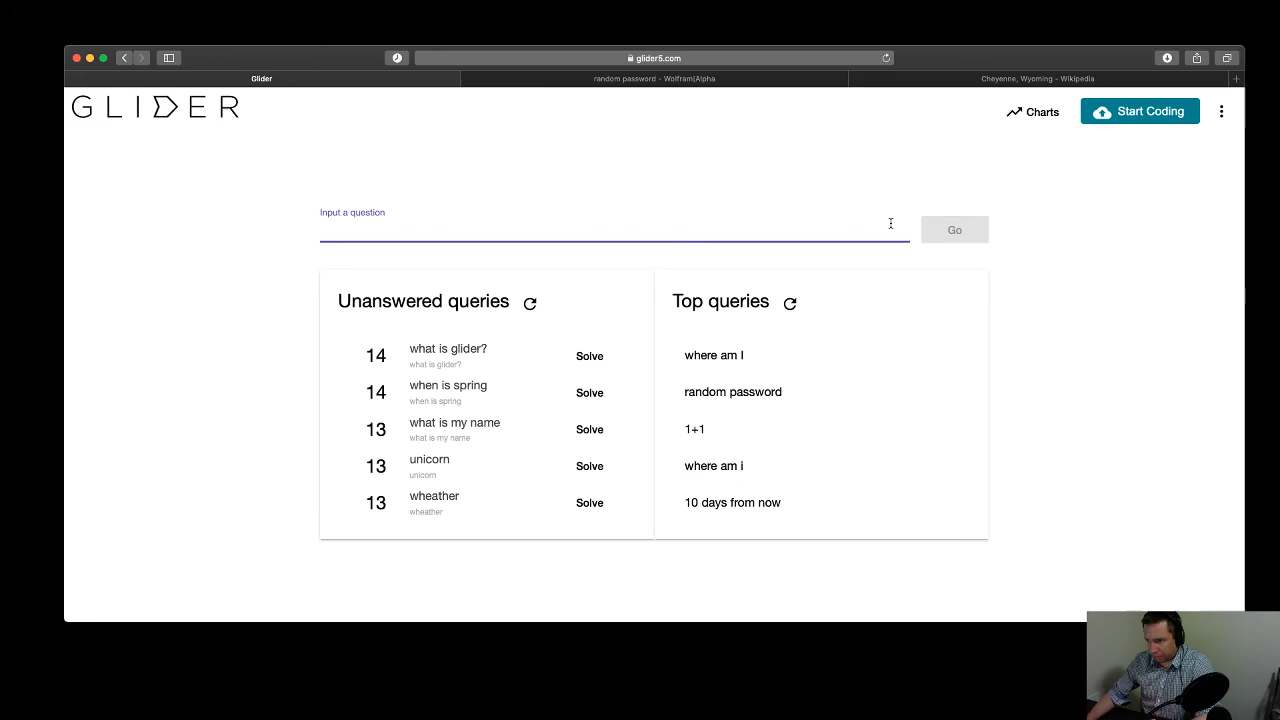 glider5.com
Glider
random password - Wolfram|Alpha
Cheyenne, Wyoming - Wikipedia
GLIDER
Charts
Start Coding
Input a question
Go
Unanswered queries
Top queries
14 what is glider? Solve
what is glider?
14 when is spring Solve
when is spring
13 what is my name Solve
what is my name
13 unicorn Solve
unicorn
13 wheather Solve
wheather
where am I
random password
1+1
where am i
10 days from now